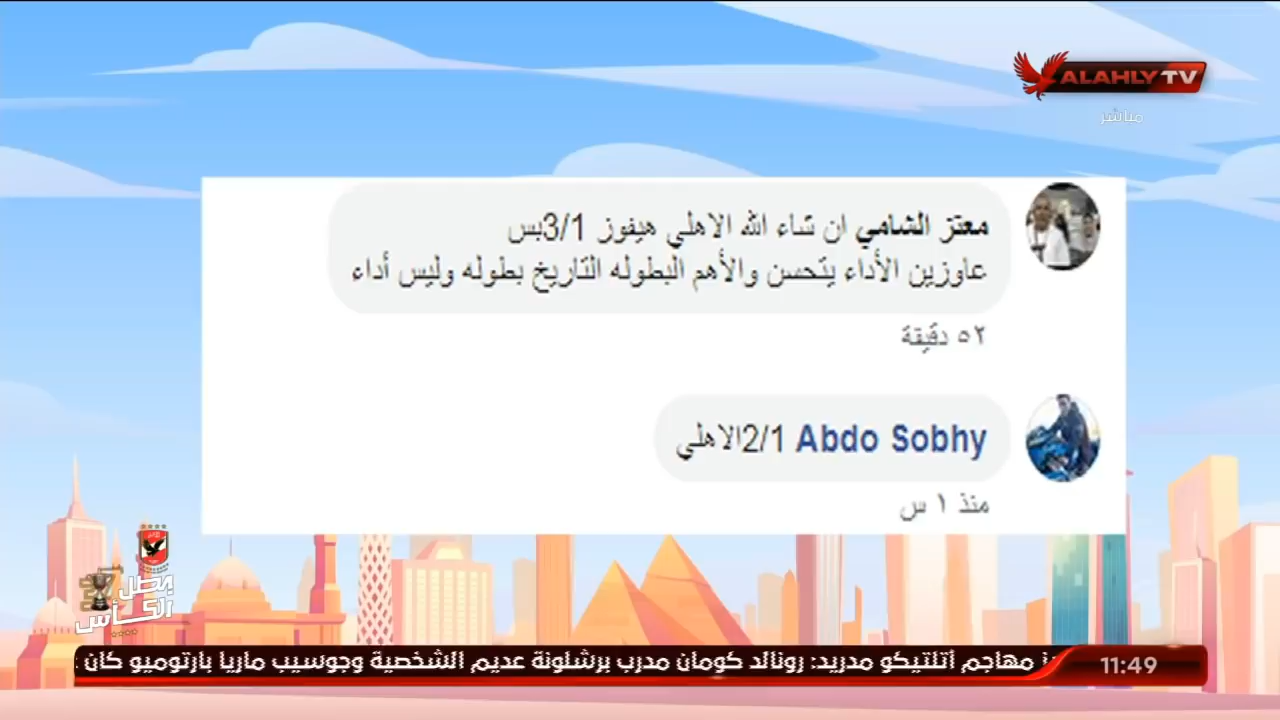 ALAHLY TV
مباشر
معتز الشامي ان شاء الله الاهلي هيفوز 3/1بس
عاوزين الأداء يتحسن والأهم البطوله التاريخ بطوله وليس أداء
٥٢ دقيقة
Abdo Sobhy 2/1الاهلي
منذ ١ س
بطل
الكأس
مهاجم أتلتيكو مدريد: رونالد كومان مدرب برشلونة عديم الشخصية وجوسيب ماريا بارتوميو كان
11:49